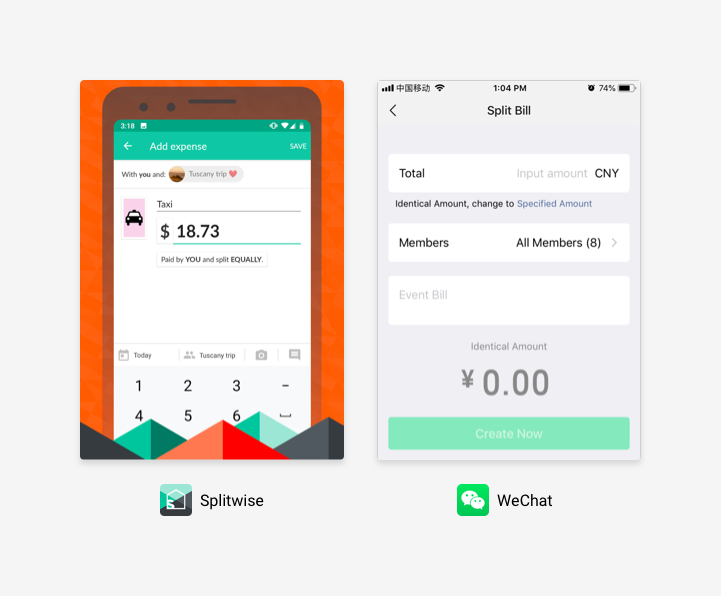 3:18
Add expense
SAVE
With you and:
Tuscany trip
Taxi
$ 18.73
Paid by YOU and split EQUALLY.
Today
Tuscany trip
1 2 3 -
4 5 6
S
Splitwise
中国移动
1:04 PM
74%
Split Bill
Total
Input amount CNY
Identical Amount, change to Specified Amount
Members
All Members (8)
Event Bill
Identical Amount
¥ 0.00
Create Now
WeChat